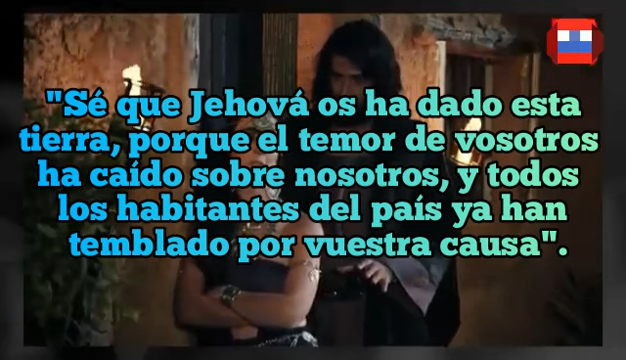 "Sé que Jehová os ha dado esta
tierra, porque el temor de vosotros
ha caído sobre nosotros, y todos
los habitantes del país ya han
temblado por vuestra causa".